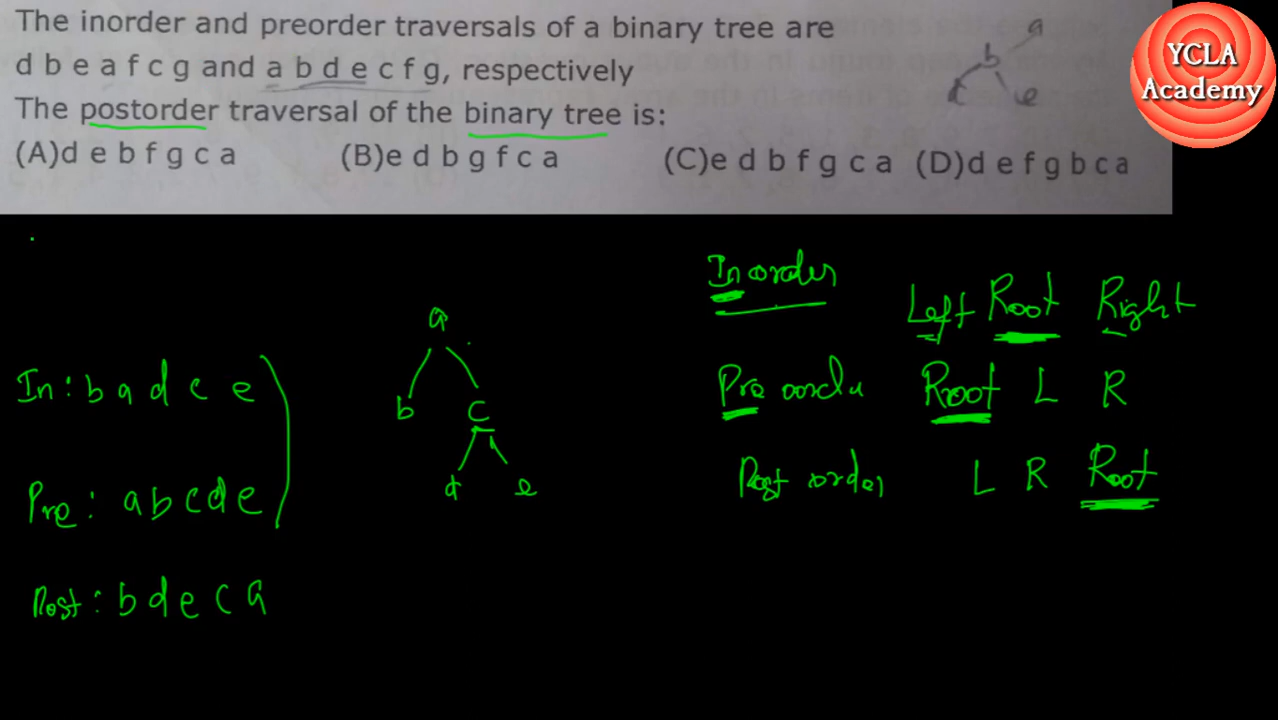 The inorder and preorder traversals of a binary tree are
d b e a f c g and a b d e c f g, respectively
The postorder traversal of the binary tree is:
(A)d e b f g c a (B)e d b g f c a (C)e d b f g c a (D)d e f g b c a
a
b
d e
YCLA
Academy
Inorder Left Root Right
Pre order Root L R
Post order L R Root
In: b a d c e
Pre: a b c d e
Post: b d e c a
a
b c
d e